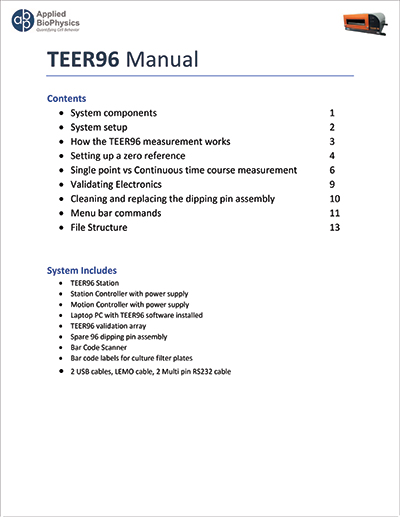 abp
Applied
BioPhysics
Quantifying Cell Behavior
TEER96 Manual
Contents
• System components 1
• System setup 2
• How the TEER96 measurement works 3
• Setting up a zero reference 4
• Single point vs Continuous time course measurement 6
• Validating Electronics 9
• Cleaning and replacing the dipping pin assembly 10
• Menu bar commands 11
• File Structure 13
System Includes
• TEER96 Station
• Station Controller with power supply
• Motion Controller with power supply
• Laptop PC with TEER96 software installed
• TEER96 validation array
• Spare 96 dipping pin assembly
• Bar Code Scanner
• Bar code labels for culture filter plates
• 2 USB cables, LEMO cable, 2 Multi pin RS232 cable